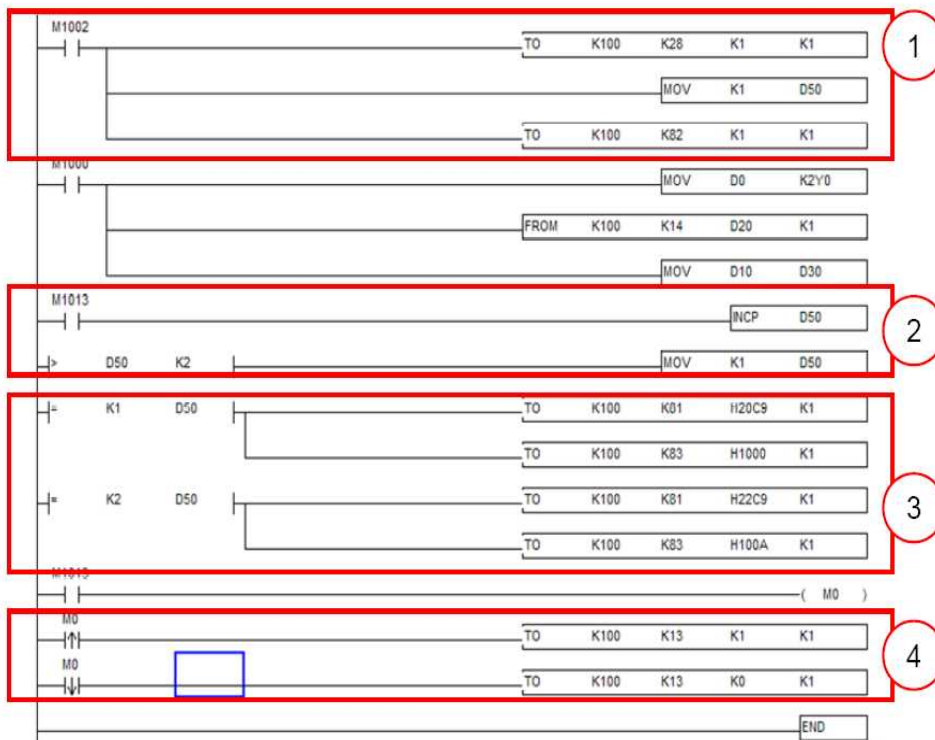 M1002
TO K100 K28 K1 K1
1
MOV K1 D50
TO K100 K82 K1 K1
M1000
MOV D0 K2Y0
FROM K100 K14 D20 K1
MOV D10 D30
M1013
INCP D50
2
> D50 K2 MOV K1 D50
= K1 D50 TO K100 K81 H20C9 K1
TO K100 K83 H1000 K1
= K2 D50 TO K100 K81 H22C9 K1
3
TO K100 K83 H100A K1
M1013
( M0 )
M0
TO K100 K13 K1 K1
4
M0
TO K100 K13 K0 K1
END